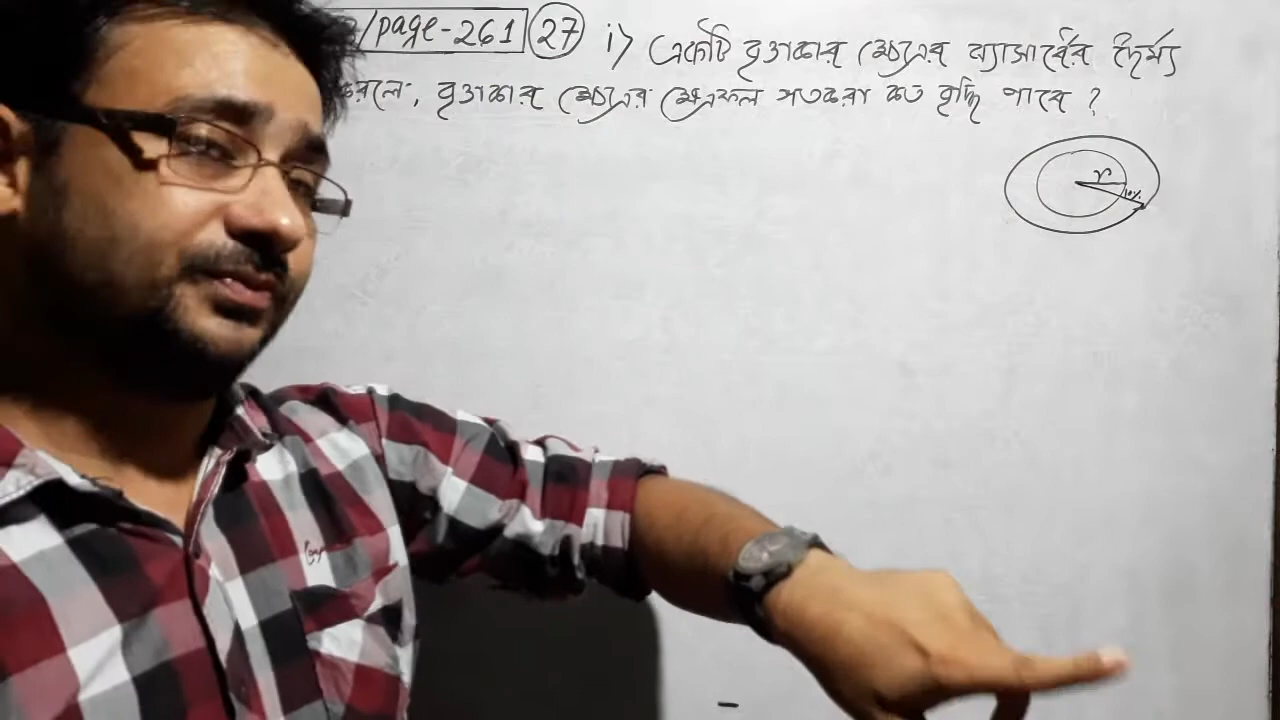 /page-261 27 i> একটি বৃত্তাকার ক্ষেত্রের ব্যাসার্ধের দৈর্ঘ্য
করলে, বৃত্তাকার ক্ষেত্রের ক্ষেত্রফল শতকরা কত বৃদ্ধি পাবে ?
r
10%